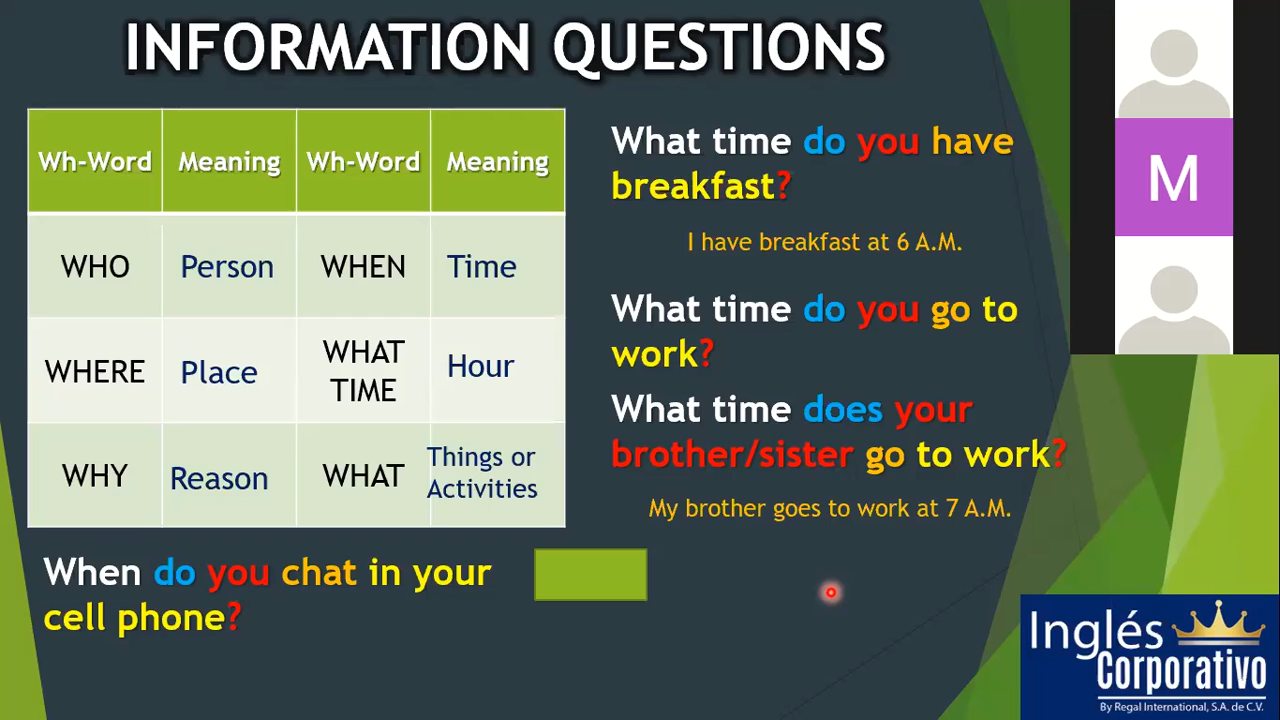 INFORMATION QUESTIONS
Wh-Word Meaning Wh-Word Meaning
WHO Person WHEN Time
WHERE Place WHAT TIME Hour
WHY Reason WHAT Things or Activities
What time do you have
breakfast?
I have breakfast at 6 A.M.
What time do you go to
work?
What time does your
brother/sister go to work?
My brother goes to work at 7 A.M.
When do you chat in your
cell phone?
M
Inglés
Corporativo
By Regal International, S.A. de C.V.